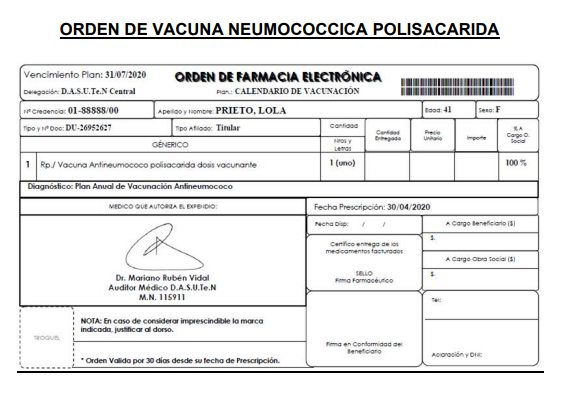 ORDEN DE VACUNA NEUMOCOCCICA POLISACARIDA
Vencimiento Plan: 31/07/2020
ORDEN DE FARMACIA ELECTRÓNICA
Delegación: D.A.S.U.Te.N Central
Plan.: CALENDARIO DE VACUNACIÓN
Nº Credencia: 01-88888/00
Apellido y Nombre: PRIETO, LOLA
Edad: 41
Sexo: F
Tipo y Nº Doc: DU-26952627
Tipo Afiliado: Titular
Cantidad
Nros y
Letras
Cantidad
Entregada
Precio
Unitario
Importe
% A
Cargo O.
Social
GÉNERICO
1 Rp./ Vacuna Antineumococo polisacarida dosis vacunante
1 (uno)
100 %
Diagnóstico: Plan Anual de Vacunación Antineumococo
MEDICO QUE AUTORIZA EL EXPENDIO:
Dr. Mariano Rubén Vidal
Auditor Médico D.A.S.U.Te.N
M.N. 115911
Fecha Prescripción: 30/04/2020
Fecha Disp: / /
Certifico entrega de los
medicamentos facturados
SELLO
Firma Farmacéutico
A Cargo Beneficiario ($)
$.
A Cargo Obra Social ($)
$.
TROQUEL
NOTA: En caso de considerar imprescindible la marca
indicada, justificar al dorso.
* Orden Valida por 30 días desde su fecha de Prescripción.
Firma en Conformidad del
Beneficiario
Tel:
Aclaración y DNI: